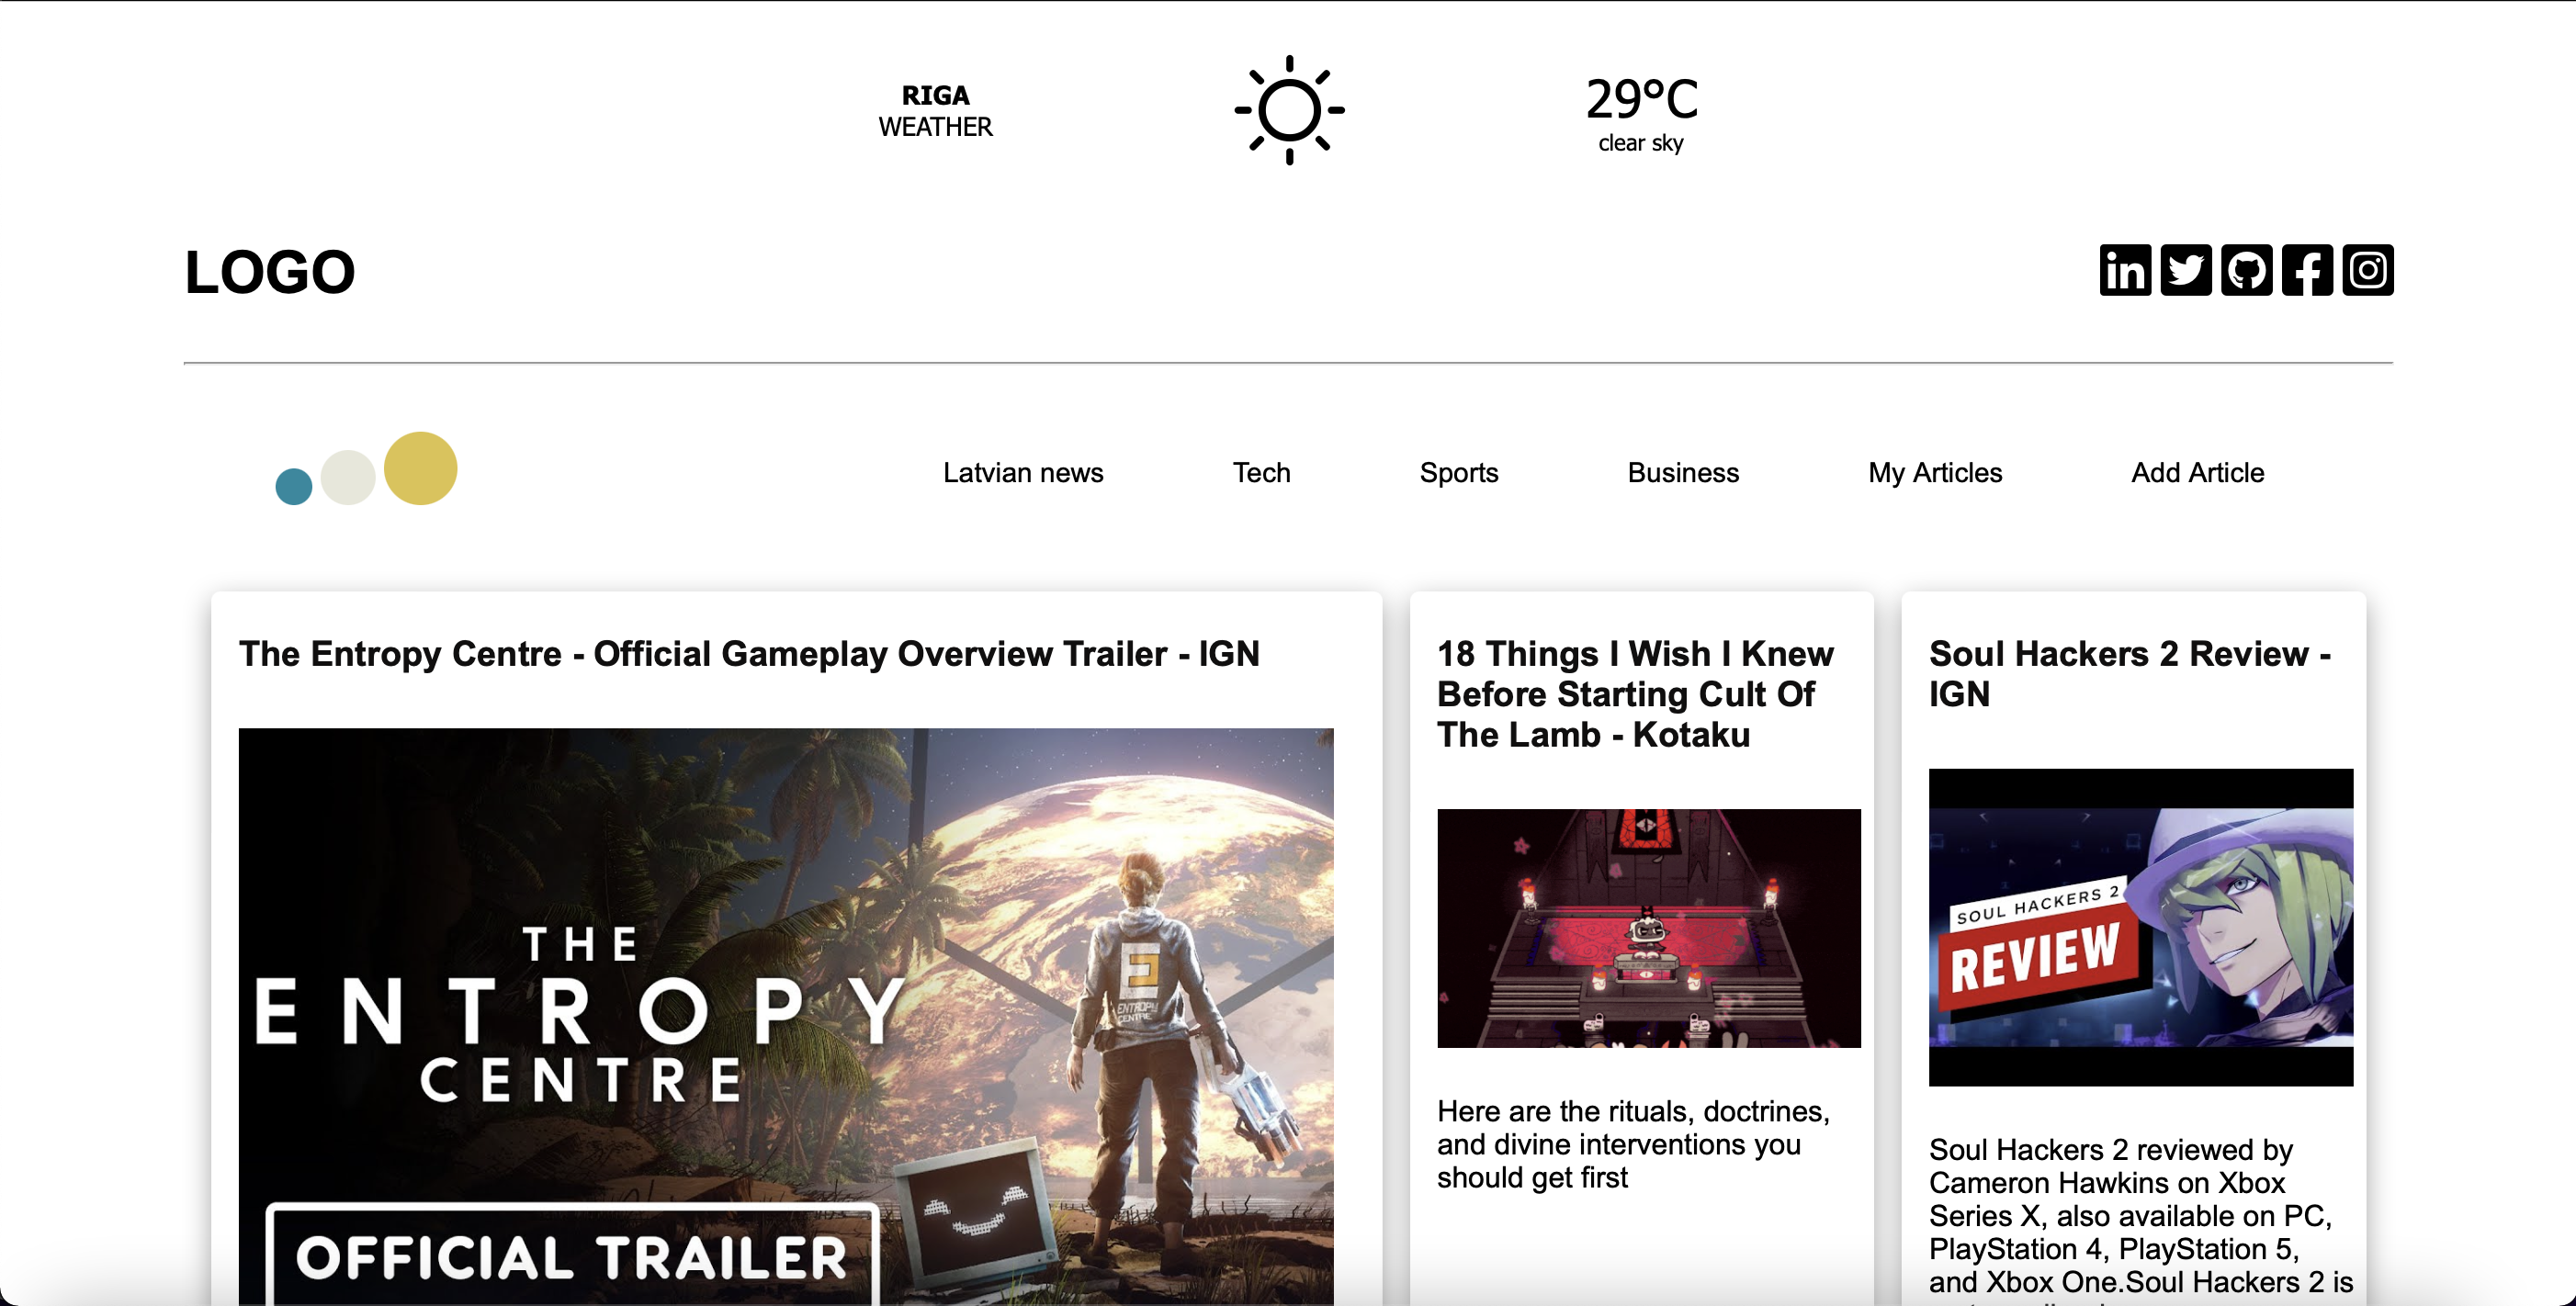 RIGA
WEATHER
29°C
clear sky
LOGO
in
Latvian news
Tech
Sports
Business
My Articles
Add Article
The Entropy Centre - Official Gameplay Overview Trailer - IGN
THE
ENTROPY
CENTRE
ENTROPY
CENTRE
OFFICIAL TRAILER
18 Things I Wish I Knew
Before Starting Cult Of
The Lamb - Kotaku
Here are the rituals, doctrines,
and divine interventions you
should get first
Soul Hackers 2 Review -
IGN
SOUL HACKERS 2
REVIEW
Soul Hackers 2 reviewed by
Cameron Hawkins on Xbox
Series X, also available on PC,
PlayStation 4, PlayStation 5,
and Xbox One.Soul Hackers 2 is